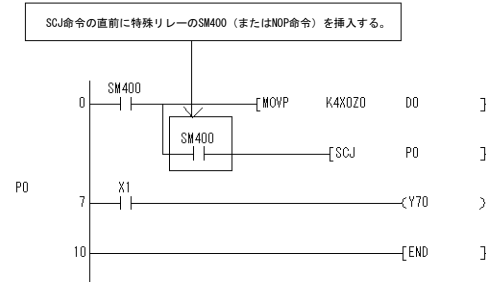 SCJ命令の直前に特殊リレーのSM400（またはNOP命令）を挿入する。
SM400
0 [MOVP K4X0Z0 D0 ]
SM400
[SCJ P0 ]
P0 X1
7 (Y70 )
10 [END ]